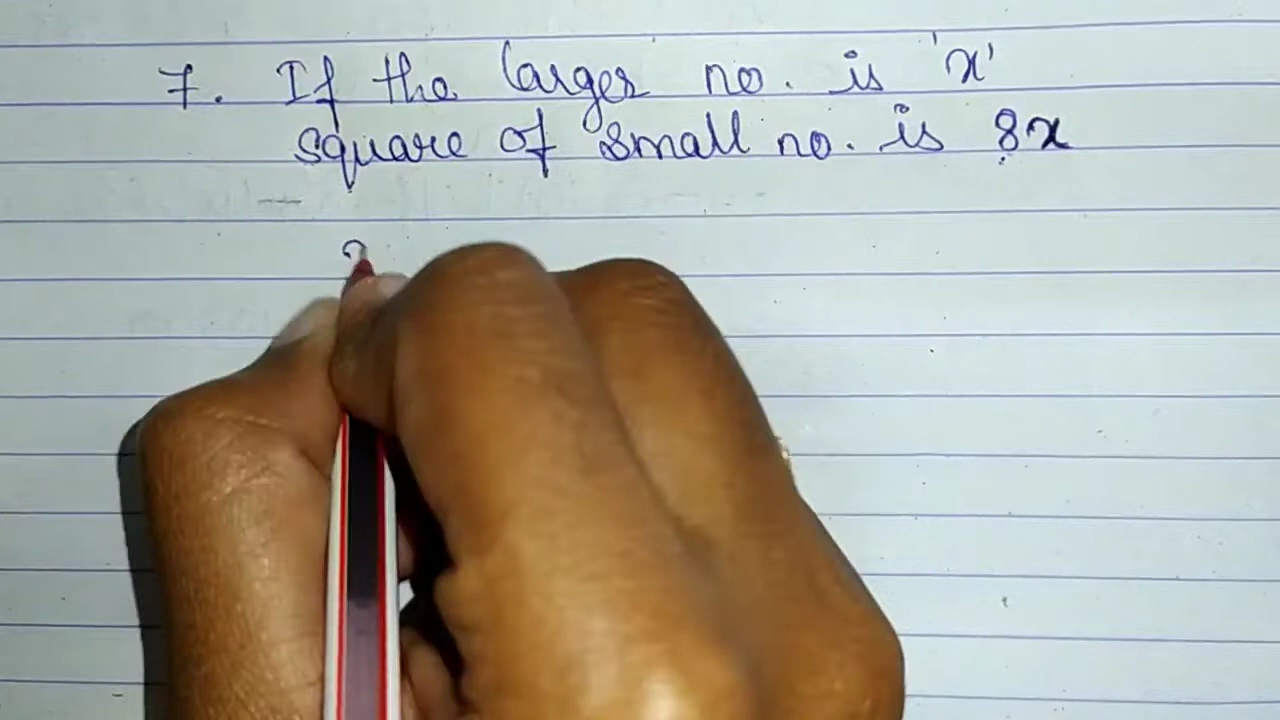 7. If the larger no. is 'x'
square of small no. is 8x